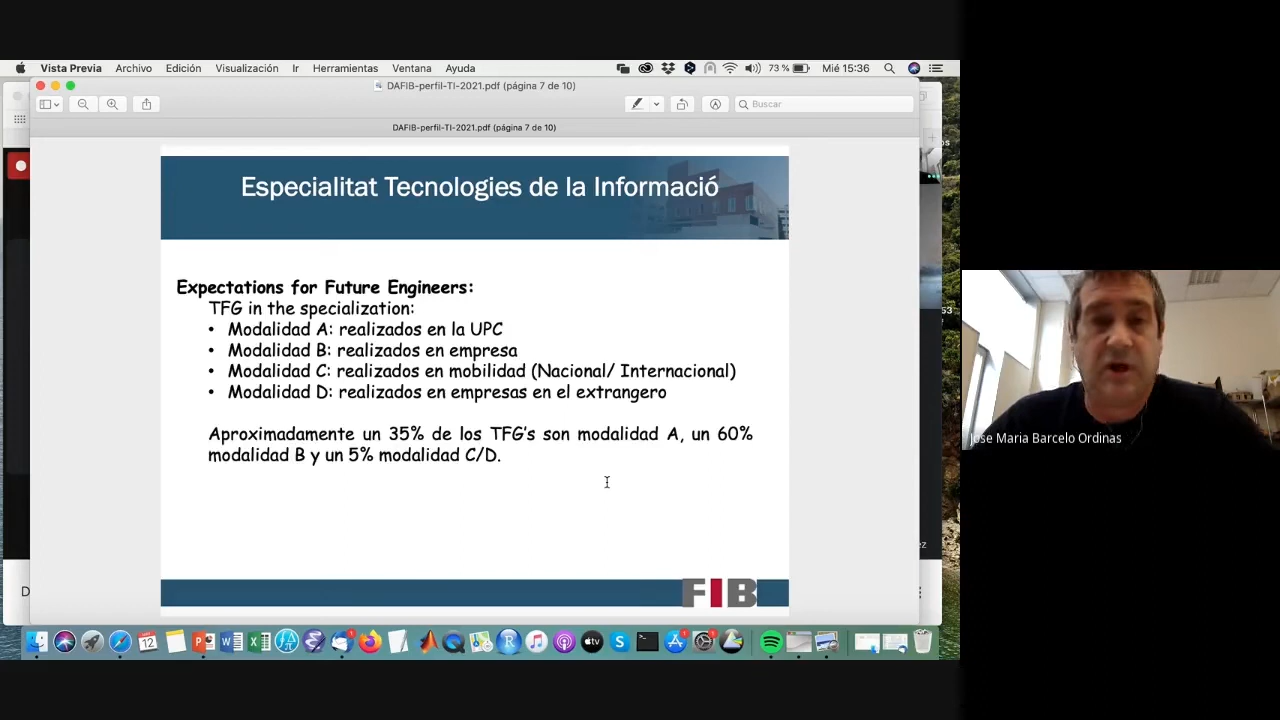 Vista Previa Archivo Edición Visualización Ir Herramientas Ventana Ayuda 73 % Mié 15:36
DAFIB-perfil-TI-2021.pdf (página 7 de 10)
Buscar
DAFIB-perfil-TI-2021.pdf (página 7 de 10)
Especialitat Tecnologies de la Informació
Expectations for Future Engineers:
TFG in the specialization:
• Modalidad A: realizados en la UPC
• Modalidad B: realizados en empresa
• Modalidad C: realizados en mobilidad (Nacional/ Internacional)
• Modalidad D: realizados en empresas en el extrangero
Aproximadamente un 35% de los TFG's son modalidad A, un 60%
modalidad B y un 5% modalidad C/D.
FIB
Jose Maria Barcelo Ordinas